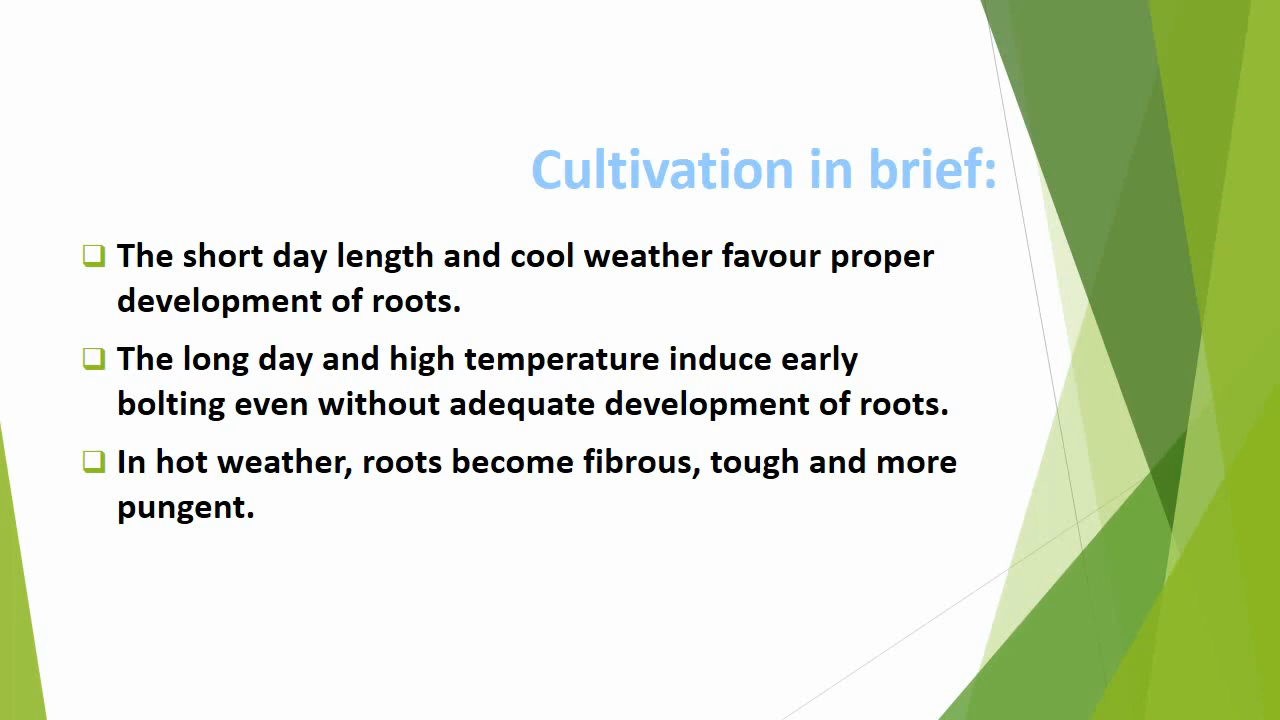 Cultivation in brief:
The short day length and cool weather favour proper
development of roots.
The long day and high temperature induce early
bolting even without adequate development of roots.
In hot weather, roots become fibrous, tough and more
pungent.